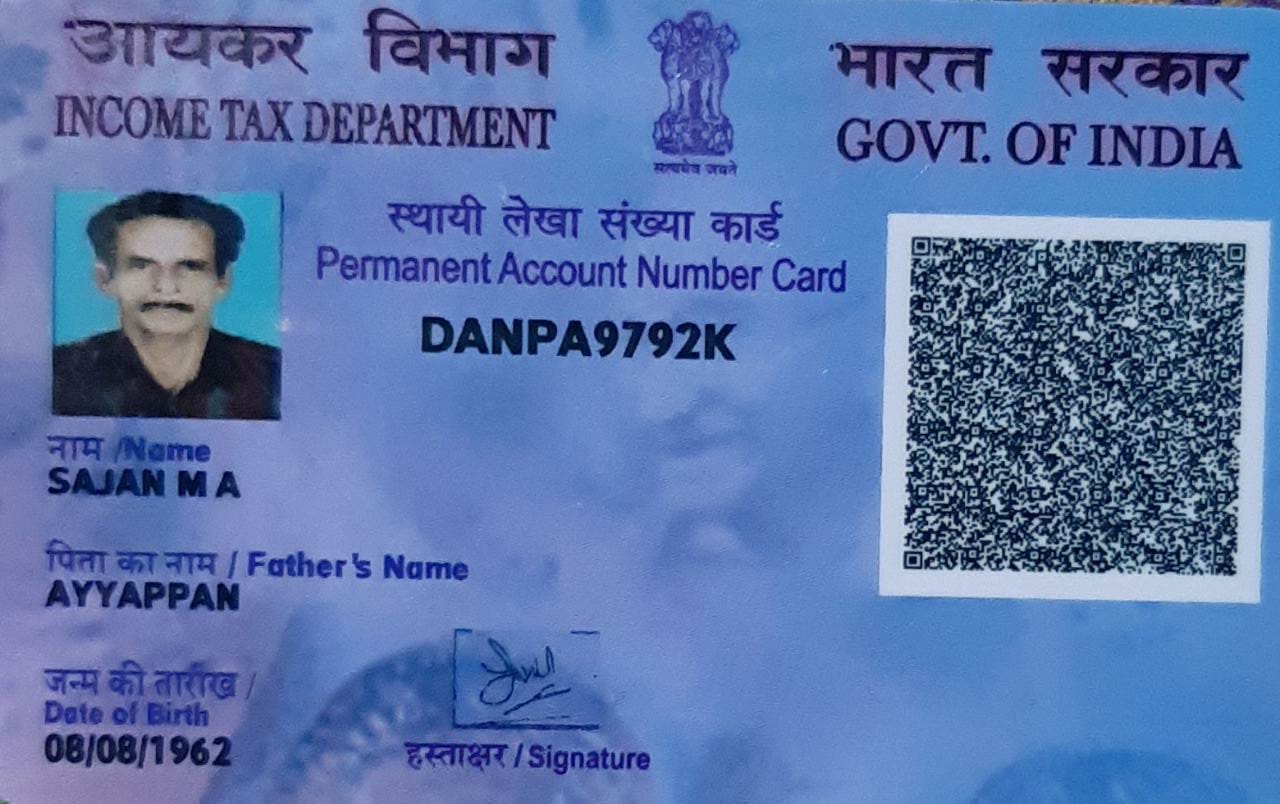 आयकर विभाग
INCOME TAX DEPARTMENT
सत्यमेव जयते
भारत सरकार
GOVT. OF INDIA
स्थायी लेखा संख्या कार्ड
Permanent Account Number Card
DANPA9792K
नाम /Name
SAJAN M A
पिता का नाम / Father's Name
AYYAPPAN
जन्म की तारीख /
Date of Birth
08/08/1962
हस्ताक्षर / Signature